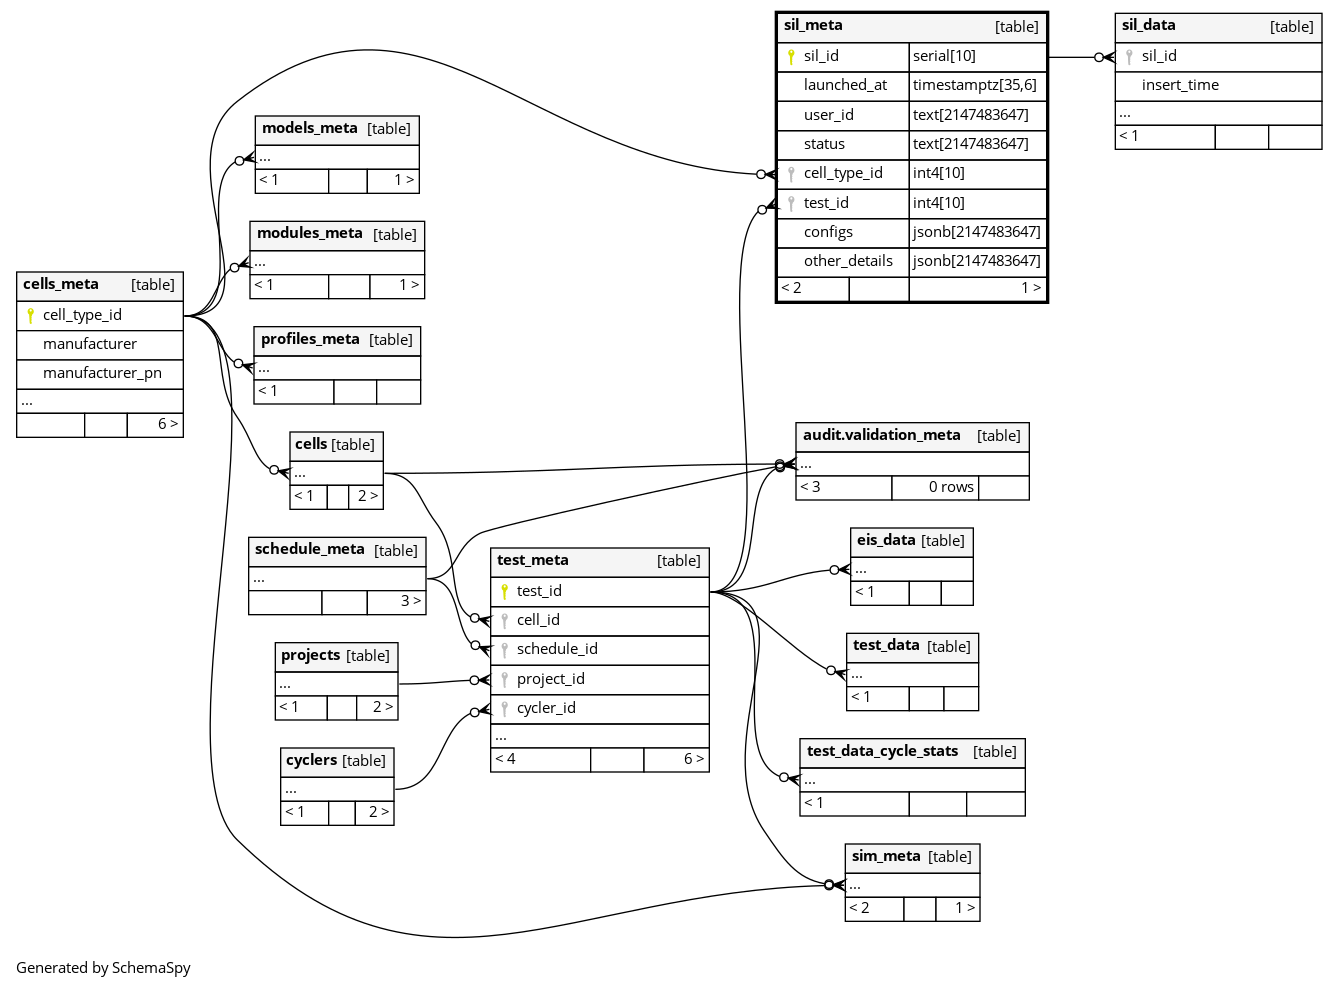 sil_meta [table]
sil_id serial[10]
launched_at timestamptz[35,6]
user_id text[2147483647]
status text[2147483647]
cell_type_id int4[10]
test_id int4[10]
configs jsonb[2147483647]
other_details jsonb[2147483647]
< 2 1 >
sil_data [table]
sil_id
insert_time
...
< 1
models_meta [table]
...
< 1 1 >
modules_meta [table]
...
< 1 1 >
cells_meta [table]
cell_type_id
manufacturer
manufacturer_pn
...
6 >
profiles_meta [table]
...
< 1
cells [table]
...
< 1 2 >
audit.validation_meta [table]
...
< 3 0 rows
schedule_meta [table]
...
3 >
test_meta [table]
test_id
cell_id
schedule_id
project_id
cycler_id
...
< 4 6 >
eis_data [table]
...
< 1
projects [table]
...
< 1 2 >
test_data [table]
...
< 1
cyclers [table]
...
< 1 2 >
test_data_cycle_stats [table]
...
< 1
sim_meta [table]
...
< 2 1 >
Generated by SchemaSpy